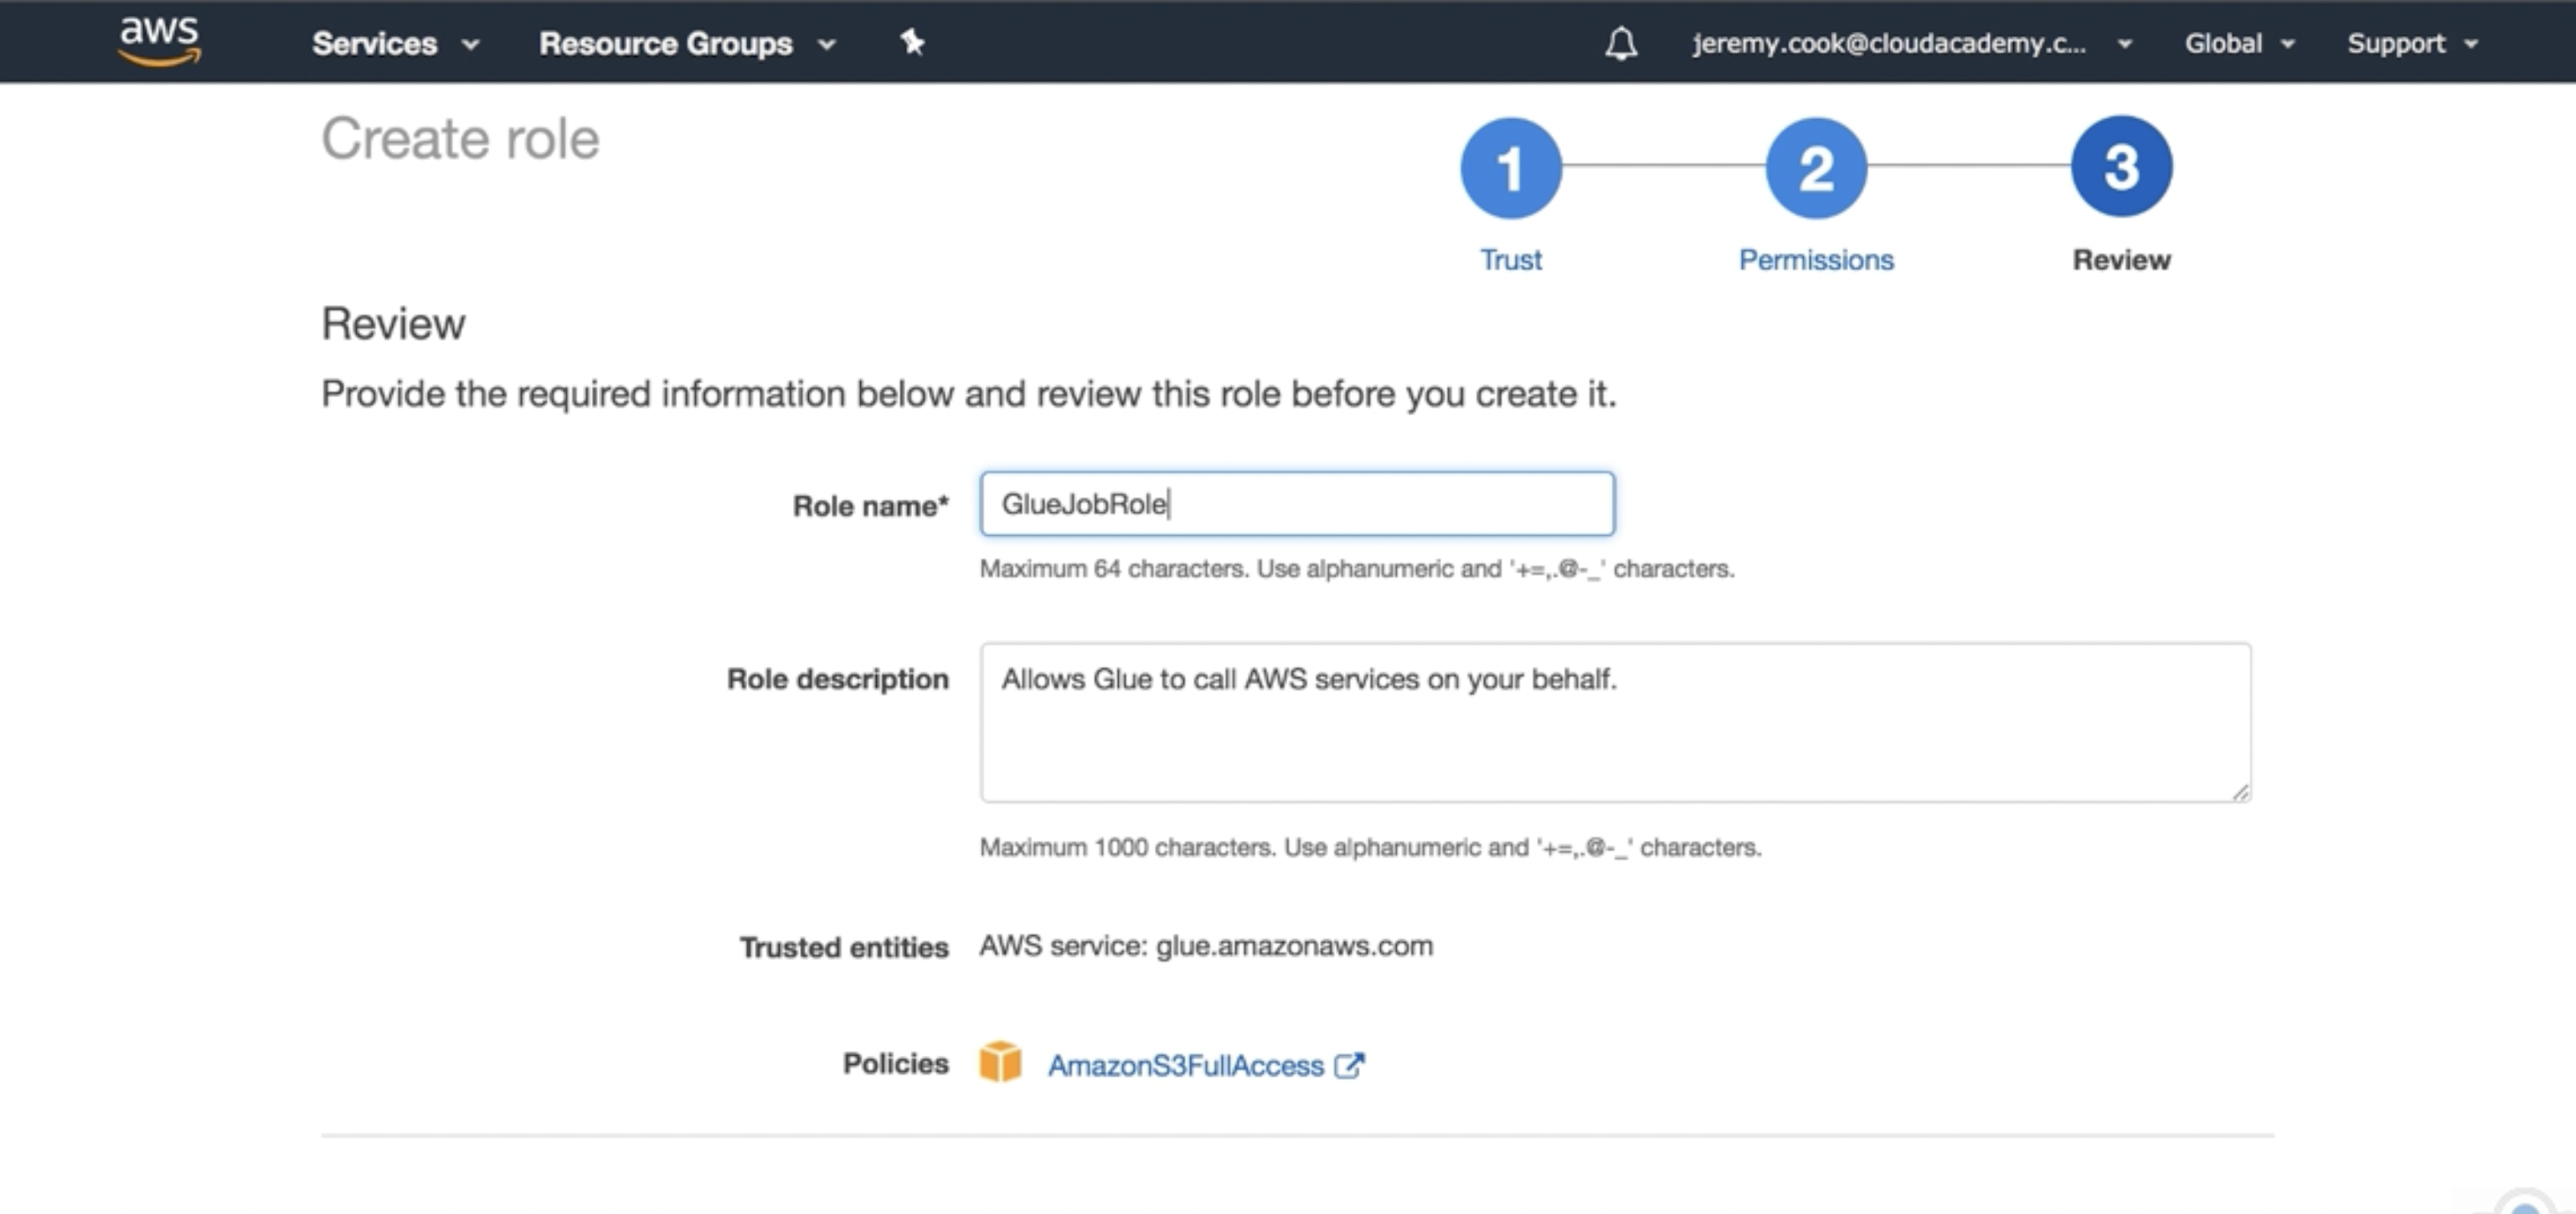 aws Services Resource Groups jeremy.cook@cloudacademy.c... Global Support
Create role
1 2 3
Trust Permissions Review
Review
Provide the required information below and review this role before you create it.
Role name* GlueJobRole
Maximum 64 characters. Use alphanumeric and '+=,.@-_' characters.
Role description Allows Glue to call AWS services on your behalf.
Maximum 1000 characters. Use alphanumeric and '+=,.@-_' characters.
Trusted entities AWS service: glue.amazonaws.com
Policies AmazonS3FullAccess